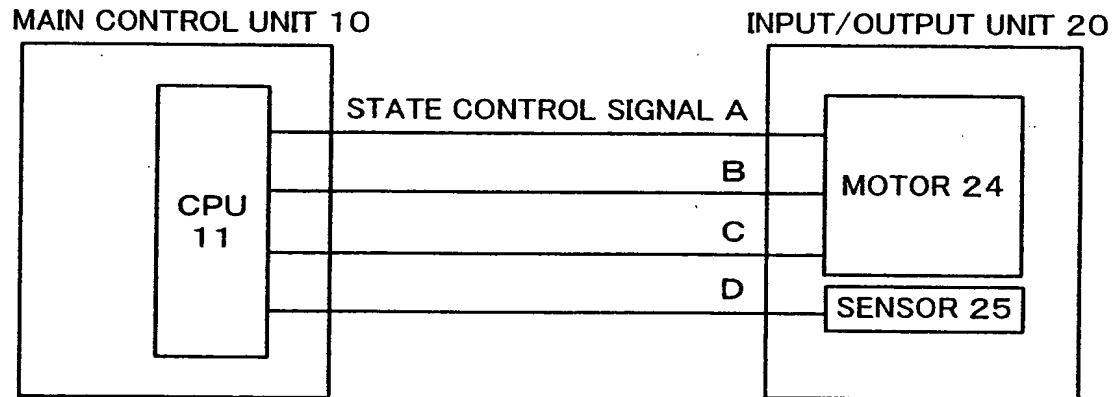 MAIN CONTROL UNIT 10
INPUT/OUTPUT UNIT 20
STATE CONTROL SIGNAL A
B
C
D
CPU
11
MOTOR 24
SENSOR 25